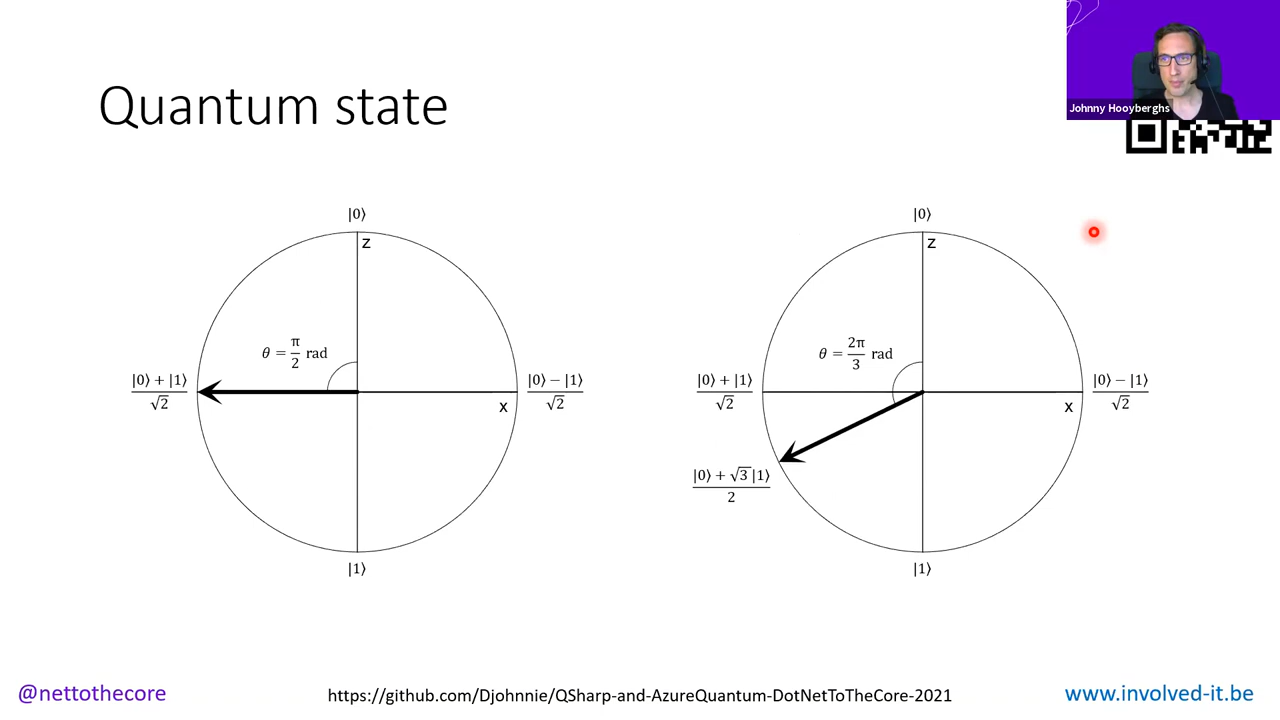 Johnny Hooyberghs
Quantum state
|0⟩
z
θ = π/2 rad
|0⟩ + |1⟩
√2
|0⟩ − |1⟩
√2
x
|1⟩
|0⟩
z
θ = 2π/3 rad
|0⟩ + |1⟩
√2
|0⟩ − |1⟩
√2
x
|0⟩ + √3 |1⟩
2
|1⟩
@nettothecore
https://github.com/Djohnnie/QSharp-and-AzureQuantum-DotNetToTheCore-2021
www.involved-it.be